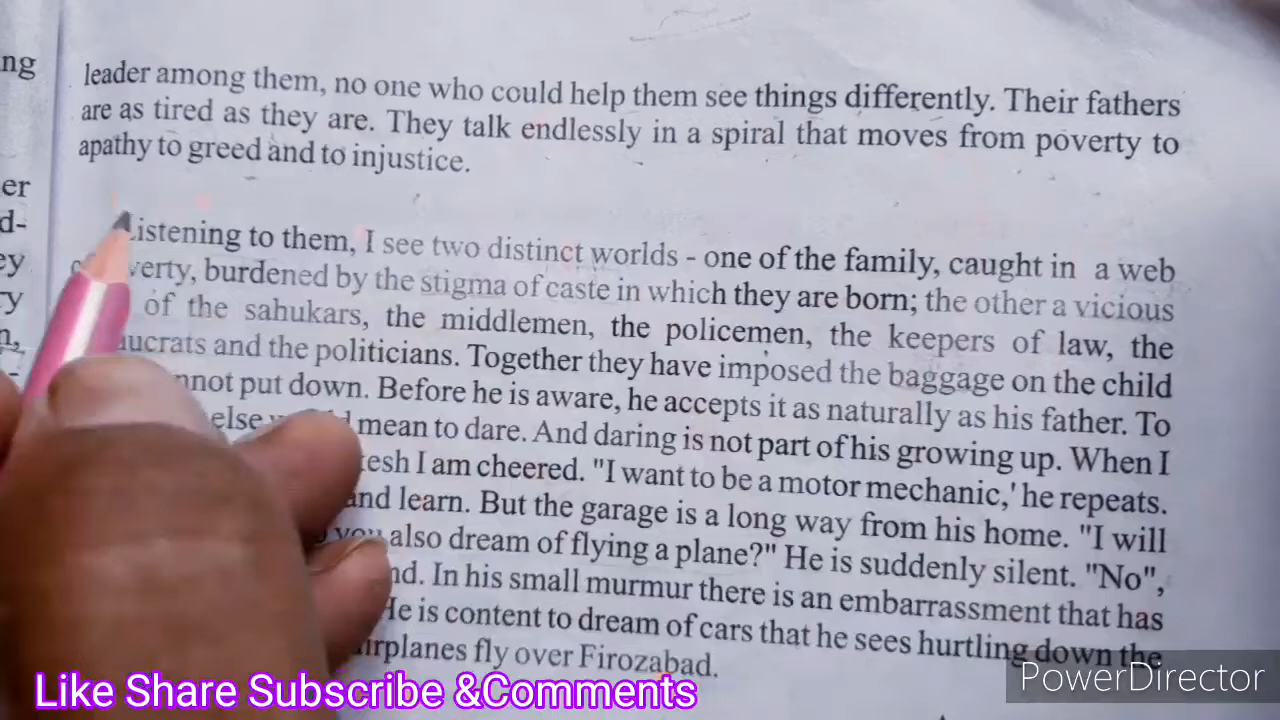 ng
leader among them, no one who could help them see things differently. Their fathers
are as tired as they are. They talk endlessly in a spiral that moves from poverty to
apathy to greed and to injustice.
er
d-
ey
Listening to them, I see two distinct worlds - one of the family, caught in a web
verty, burdened by the stigma of caste in which they are born; the other a vicious
of the sahukars, the middlemen, the policemen, the keepers of law, the
ucrats and the politicians. Together they have imposed the baggage on the child
nnot put down. Before he is aware, he accepts it as naturally as his father. To
else mean to dare. And daring is not part of his growing up. When I
esh I am cheered. "I want to be a motor mechanic,' he repeats.
and learn. But the garage is a long way from his home. "I will
you also dream of flying a plane?" He is suddenly silent. "No",
nd. In his small murmur there is an embarrassment that has
He is content to dream of cars that he sees hurtling down the
irplanes fly over Firozabad.
Like Share Subscribe &Comments
PowerDirector